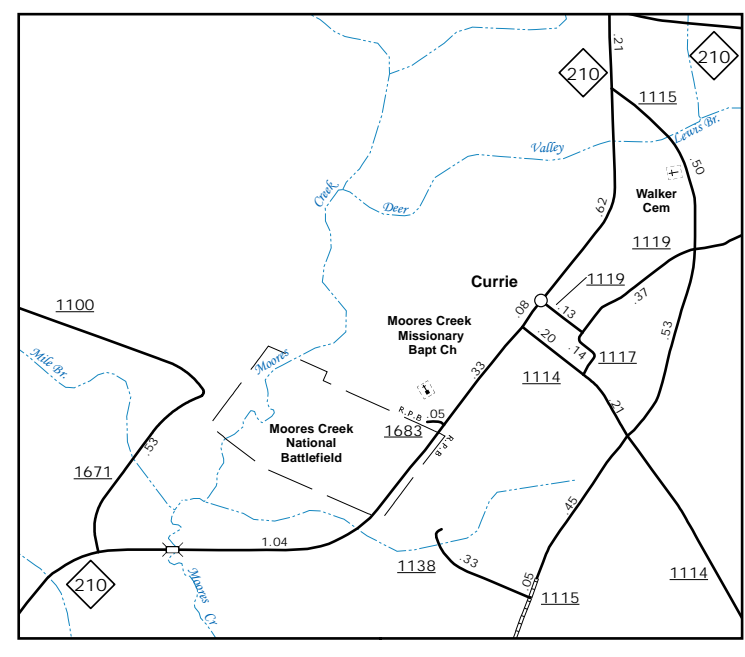 .21
210
210
1115
Lewis Br.
Valley
.50
Creek
Deer
Walker
Cem
.62
1119
Currie
1119
.37
1100
.08
.13
Moores Creek
Missionary
Bapt Ch
.20
.14
.53
Mile Br.
Moores
1117
.33
1114
.21
R.P.B
.05
1683
Moores Creek
National
Battlefield
R.P.B
.53
1671
.45
1.04
1138
.33
.05
1114
210
Moores Cr
1115